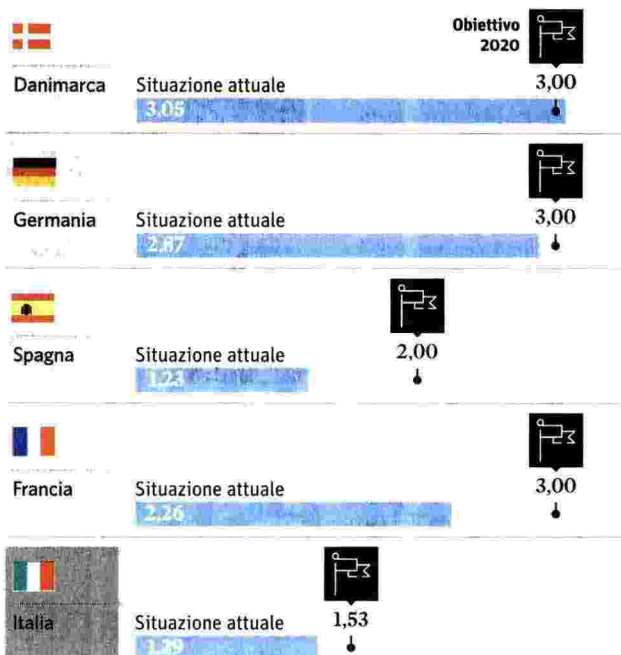 Obiettivo
2020
Danimarca
Situazione attuale
3,00
3.05
Germania
Situazione attuale
3,00
2.87
Spagna
Situazione attuale
2,00
1,23
Francia
Situazione attuale
3,00
2,26
Italia
Situazione attuale
1,53
1.29